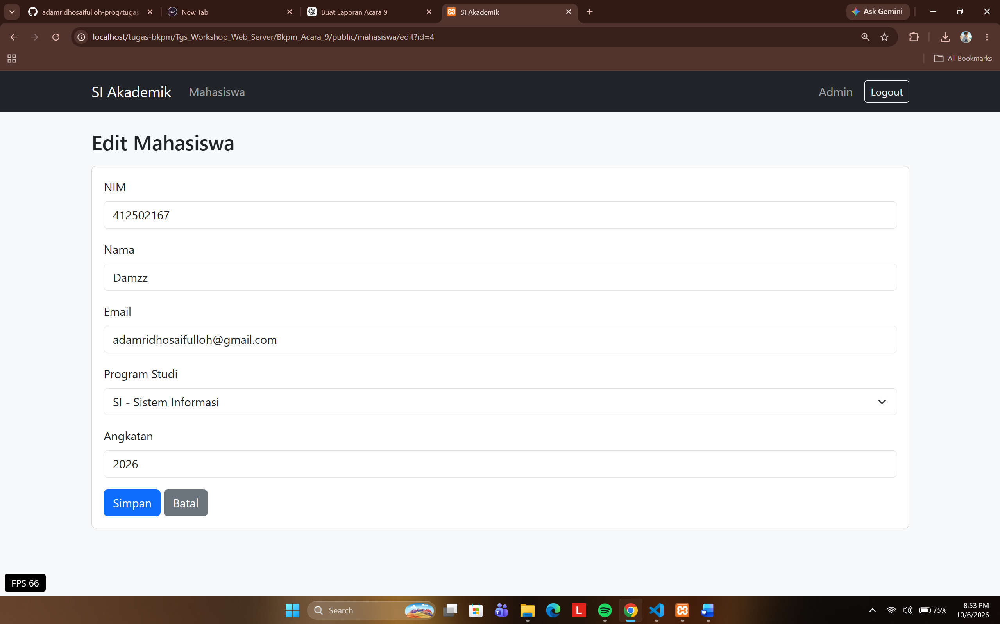 adamridhosaifulloh-prog/tugas
New Tab
Buat Laporan Acara 9
SI Akademik
Ask Gemini
localhost/tugas-bkpm/Tgs_Workshop_Web_Server/Bkpm_Acara_9/public/mahasiswa/edit?id=4
All Bookmarks
SI Akademik
Mahasiswa
Admin
Logout
Edit Mahasiswa
NIM
412502167
Nama
Damzz
Email
adamridhosaifulloh@gmail.com
Program Studi
SI - Sistem Informasi
Angkatan
2026
Simpan
Batal
FPS 66
Search
75%
8:53 PM
10/6/2026